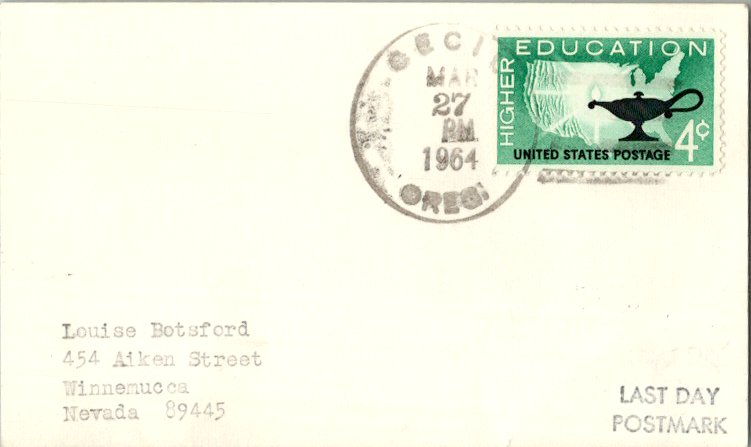 CECI
MAR
27
PM
1964
OREG.
HIGHER EDUCATION
4¢
UNITED STATES POSTAGE
Louise Botsford
454 Aiken Street
Winnemucca
Nevada 89445
LAST DAY
POSTMARK